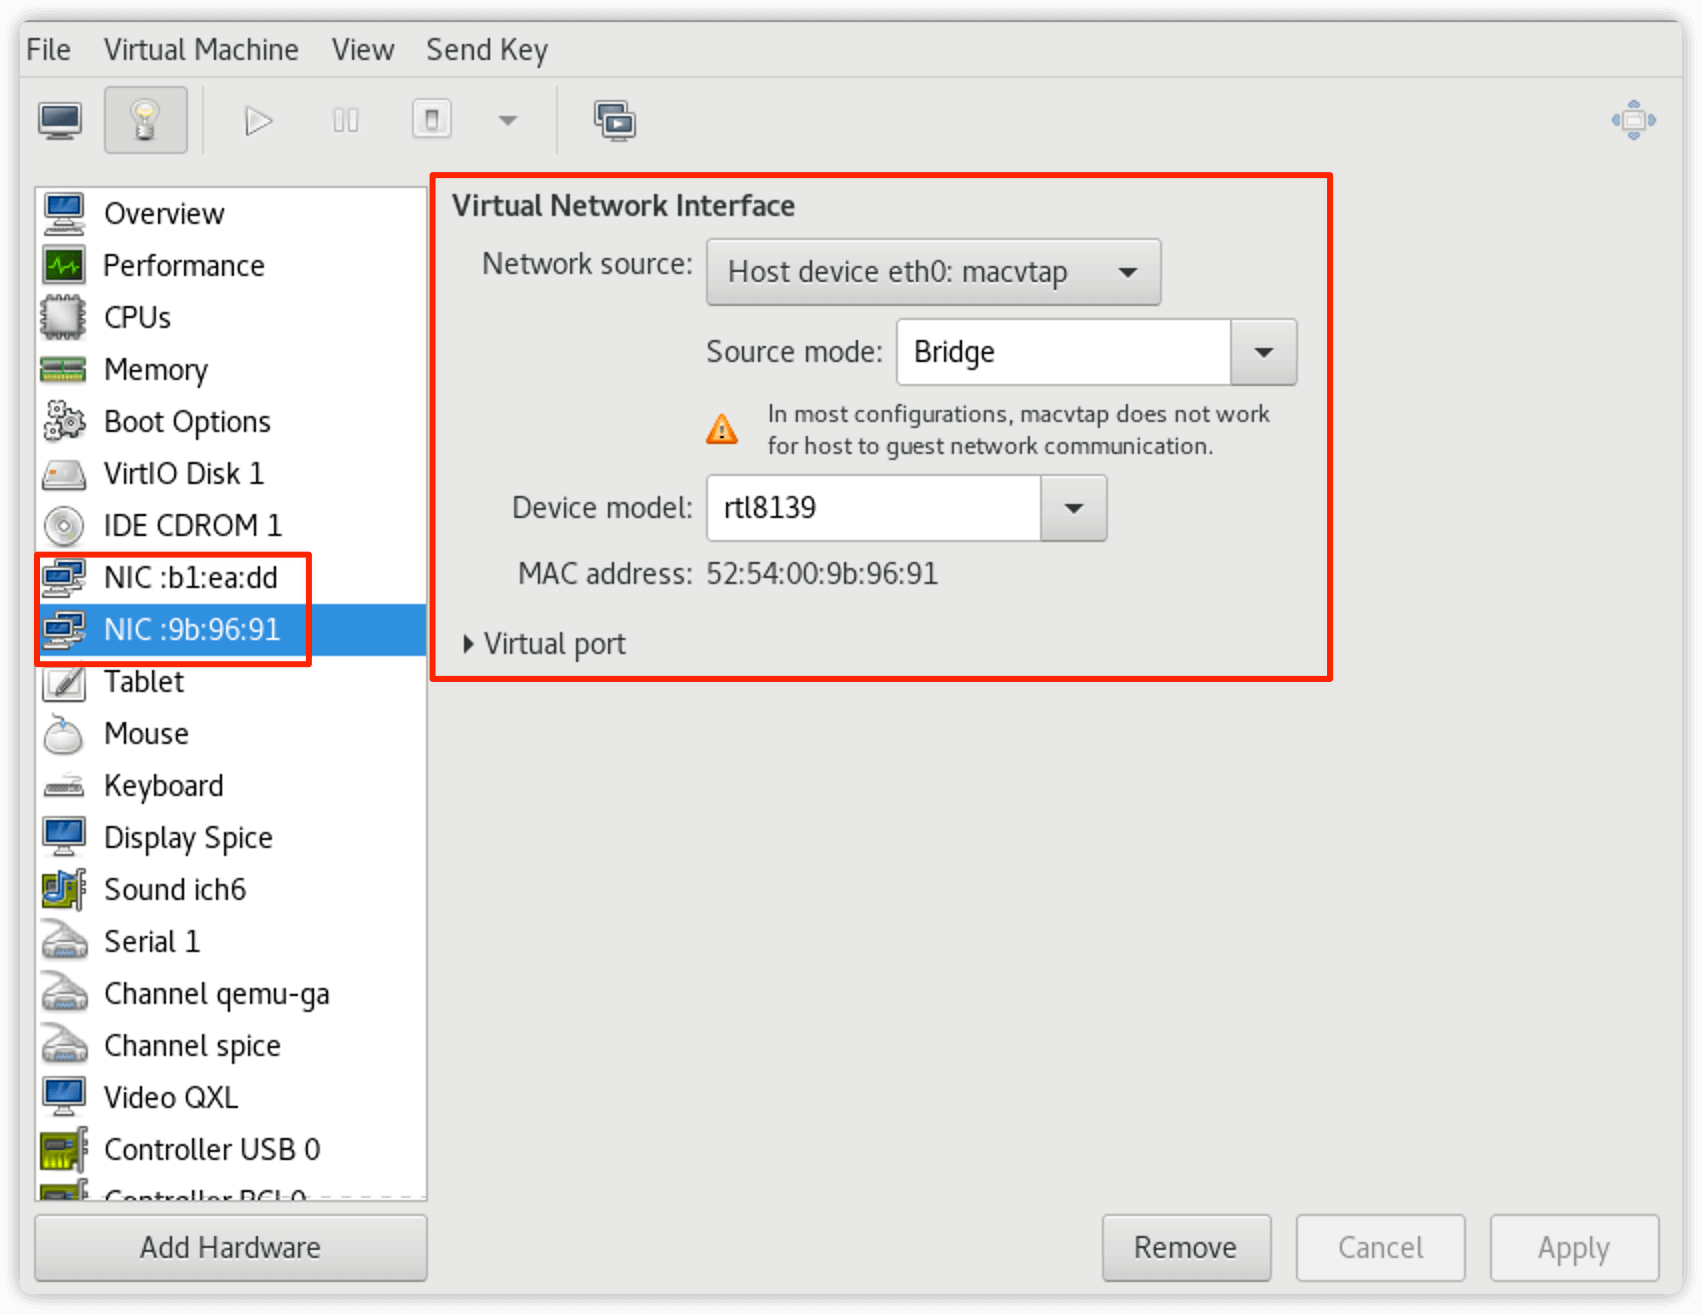 File Virtual Machine View Send Key
Overview
Performance
CPUs
Memory
Boot Options
VirtIO Disk 1
IDE CDROM 1
NIC :b1:ea:dd
NIC :9b:96:91
Tablet
Mouse
Keyboard
Display Spice
Sound ich6
Serial 1
Channel qemu-ga
Channel spice
Video QXL
Controller USB 0
Controller PCI 0
Add Hardware
Virtual Network Interface
Network source: Host device eth0: macvtap
Source mode: Bridge
In most configurations, macvtap does not work
for host to guest network communication.
Device model: rtl8139
MAC address: 52:54:00:9b:96:91
Virtual port
Remove Cancel Apply